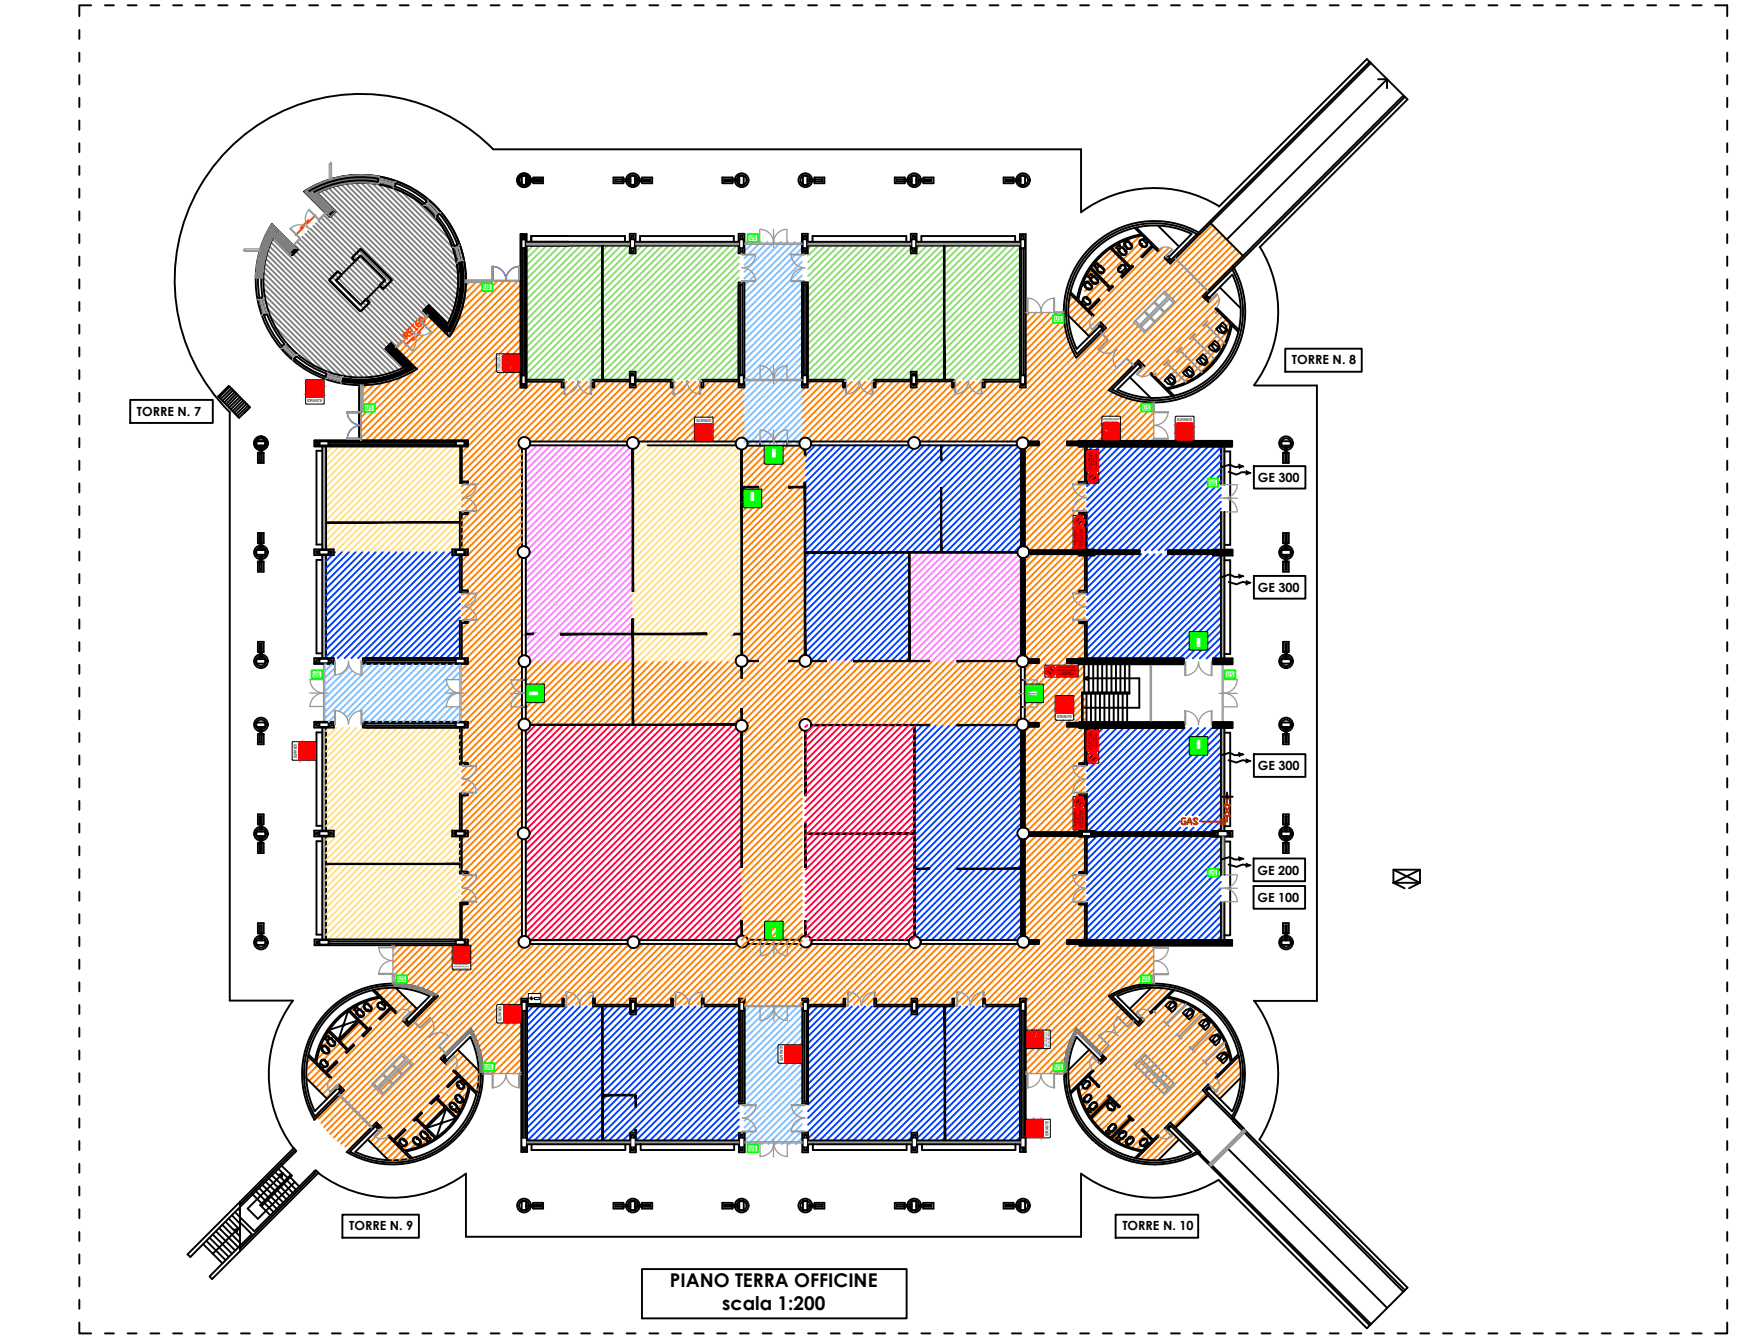 TORRE N. 8
TORRE N. 7
GE 300
GE 300
GE 300
GAS
GE 200
GE 100
TORRE N. 9
TORRE N. 10
PIANO TERRA OFFICINE
scala 1:200